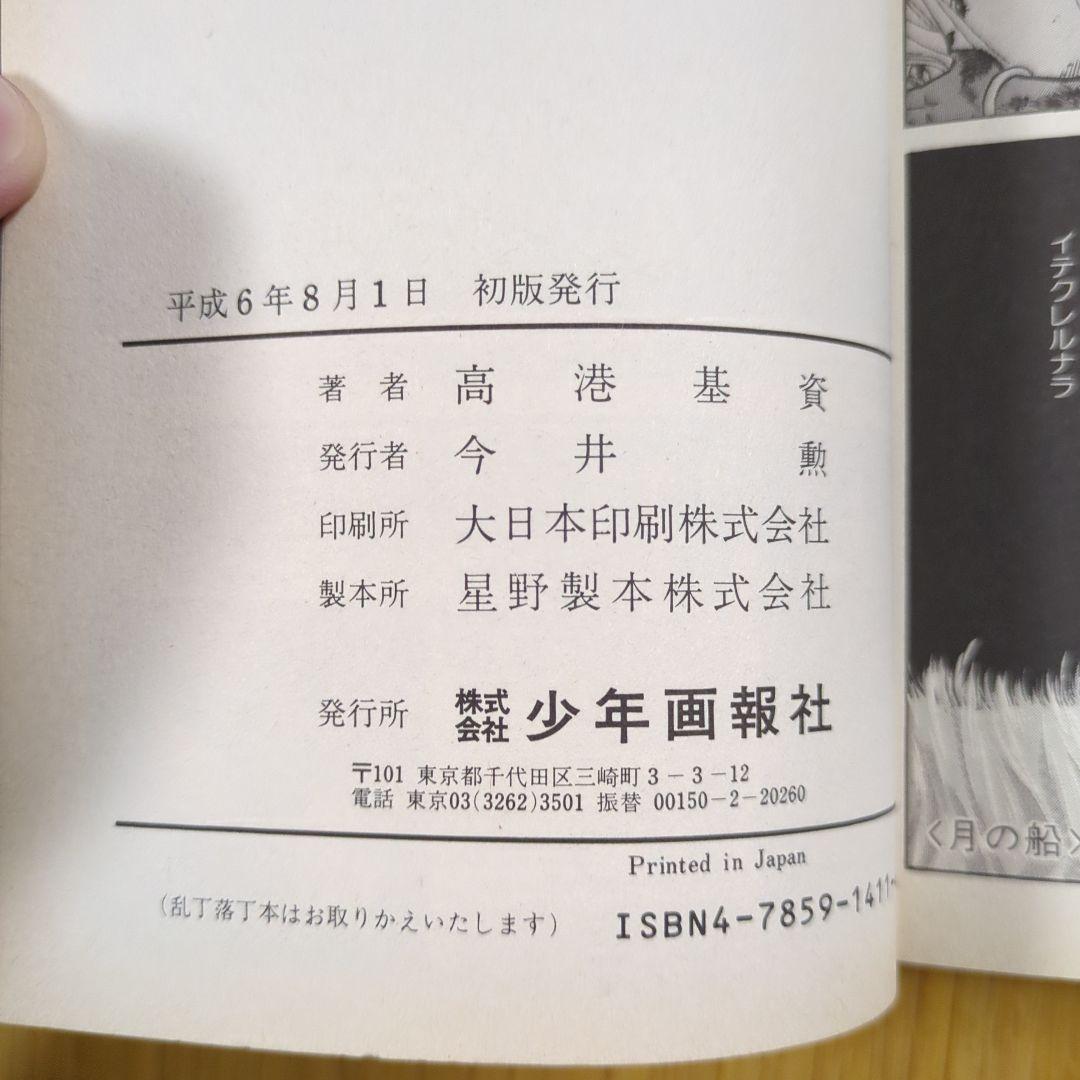 平成6年8月1日 初版発行
著者 高港基資
発行者 今井勲
印刷所 大日本印刷株式会社
製本所 星野製本株式会社
発行所 株式会社 少年画報社
〒101 東京都千代田区三崎町3－3－12
電話 東京03(3262)3501 振替 00150－2－20260
Printed in Japan
(乱丁落丁本はお取りかえいたします)
ISBN4-7859-1411-
イテクレルナラ
〈月の船〉